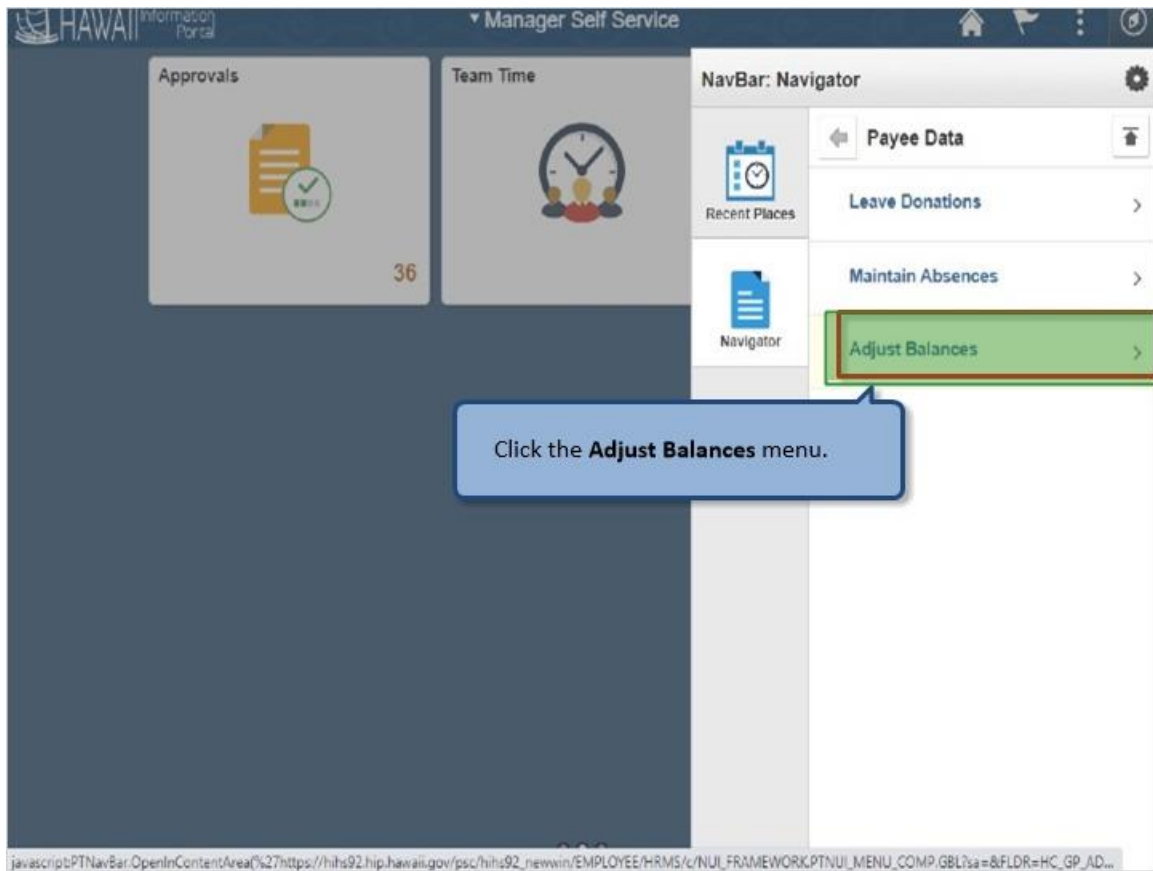 HAWAII Information Portal
Manager Self Service
Approvals
36
Team Time
NavBar: Navigator
Recent Places
Navigator
Payee Data
Leave Donations
Maintain Absences
Adjust Balances
Click the Adjust Balances menu.
javascript:PTNavBar.OpenInContentArea(%27https://hihs92.hip.hawaii.gov/psc/hihs92_newwin/EMPLOYEE/HRMS/c/NUI_FRAMEWORK.PTNUI_MENU_COMP.GBL?sa=&FLDR=HC_GP_AD...